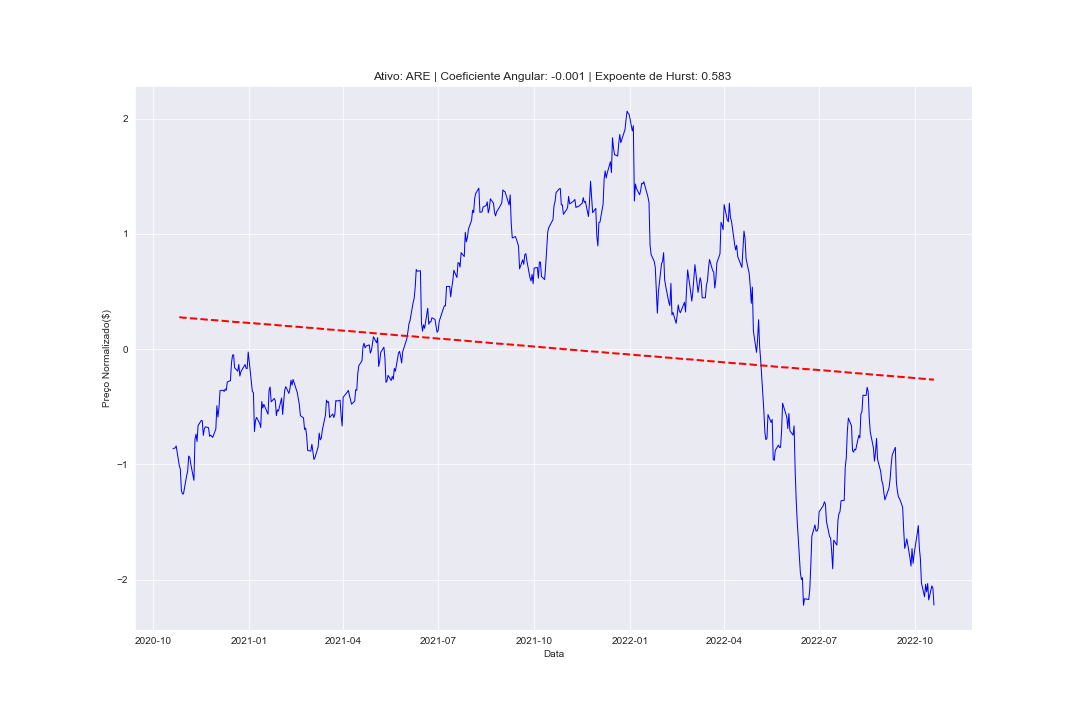 Ativo: ARE | Coeficiente Angular: -0.001 | Expoente de Hurst: 0.583
Preço Normalizado($)
2
1
0
−1
−2
2020-10 2021-01 2021-04 2021-07 2021-10 2022-01 2022-04 2022-07 2022-10
Data